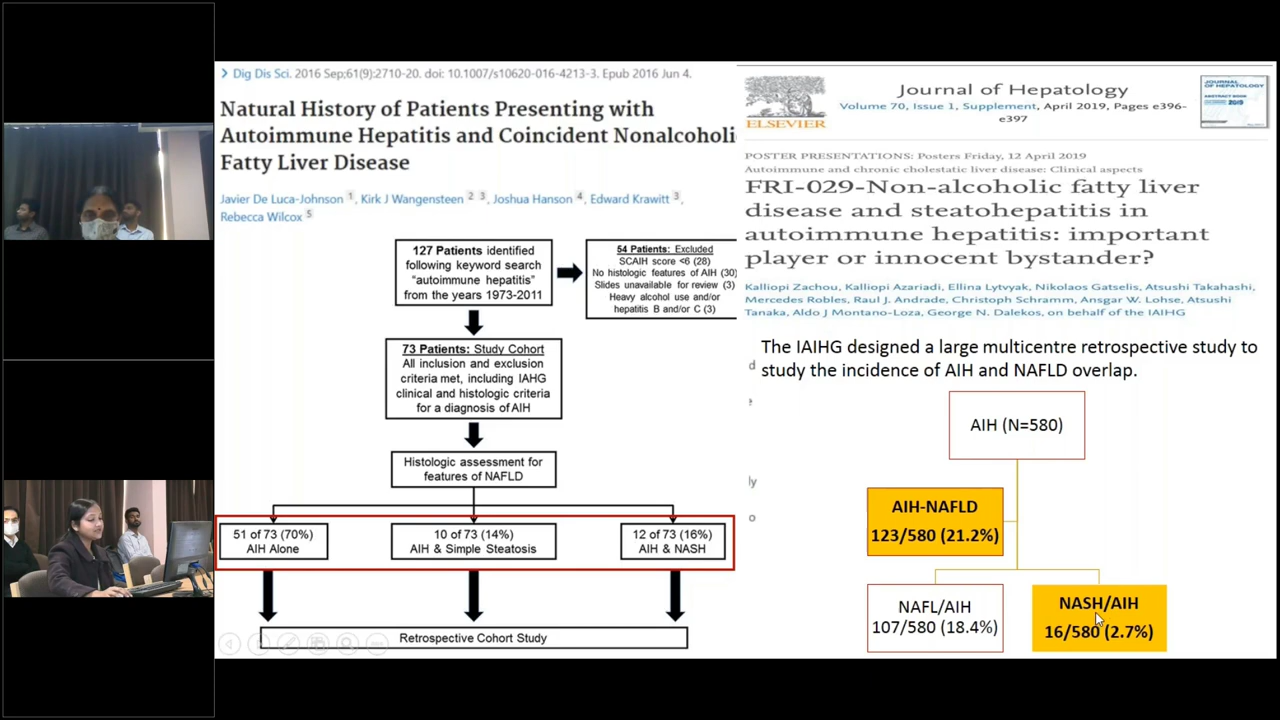 Dig Dis Sci. 2016 Sep;61(9):2710-20. doi: 10.1007/s10620-016-4213-3. Epub 2016 Jun 4.
Natural History of Patients Presenting with
Autoimmune Hepatitis and Coincident Nonalcoholi
Fatty Liver Disease
Javier De Luca-Johnson 1, Kirk J Wangensteen 2 3, Joshua Hanson 4, Edward Krawitt 3,
Rebecca Wilcox 5
127 Patients identified
following keyword search
"autoimmune hepatitis"
from the years 1973-2011
54 Patients: Excluded
SCAIH score <6 (28)
No histologic features of AIH (30)
Slides unavailable for review (3)
Heavy alcohol use and/or
hepatitis B and/or C (3)
73 Patients: Study Cohort
All inclusion and exclusion
criteria met, including IAHG
clinical and histologic criteria
for a diagnosis of AIH
Histologic assessment for
features of NAFLD
51 of 73 (70%)
AIH Alone
10 of 73 (14%)
AIH & Simple Steatosis
12 of 73 (16%)
AIH & NASH
Retrospective Cohort Study
ELSEVIER
Journal of Hepatology
Volume 70, Issue 1, Supplement, April 2019, Pages e396-
e397
JOURNAL
OF HEPATOLOGY
POSTER PRESENTATIONS: Posters Friday, 12 April 2019
Autoimmune and chronic cholestatic liver disease: Clinical aspects
FRI-029-Non-alcoholic fatty liver
disease and steatohepatitis in
autoimmune hepatitis: important
player or innocent bystander?
Kalliopi Zachou, Kalliopi Azariadi, Ellina Lytvyak, Nikolaos Gatselis, Atsushi Takahashi,
Mercedes Robles, Raul J. Andrade, Christoph Schramm, Ansgar W. Lohse, Atsushi
Tanaka, Aldo J Montano-Loza, George N. Dalekos, on behalf of the IAIHG
The IAIHG designed a large multicentre retrospective study to
study the incidence of AIH and NAFLD overlap.
d
e
ly
o
AIH (N=580)
AIH-NAFLD
123/580 (21.2%)
NAFL/AIH
107/580 (18.4%)
NASH/AIH
16/580 (2.7%)